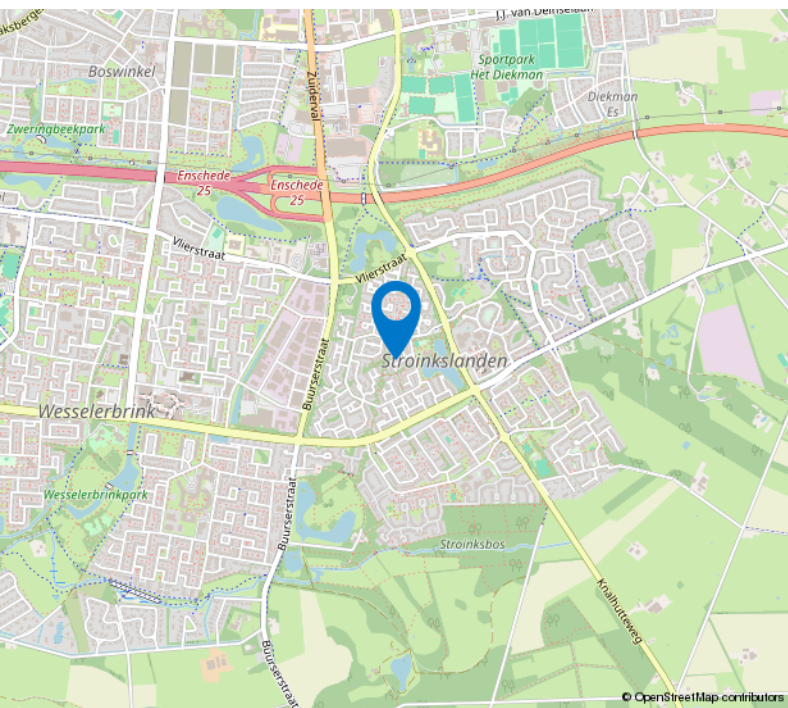 J.J. van Deinselaan
Boswinkel
Zuiderval
Sportpark
Het Diekman
Diekman
Es
Zweringbeekpark
Enschede
25
Enschede
25
Vlierstraat
Vlierstraat
Stroinkslanden
Buurserstraat
Wesselerbrink
Wesselerbrinkpark
Buurserstraat
Stroinksbos
Knalhutteweg
Buurserstraat
© OpenStreetMap contributors